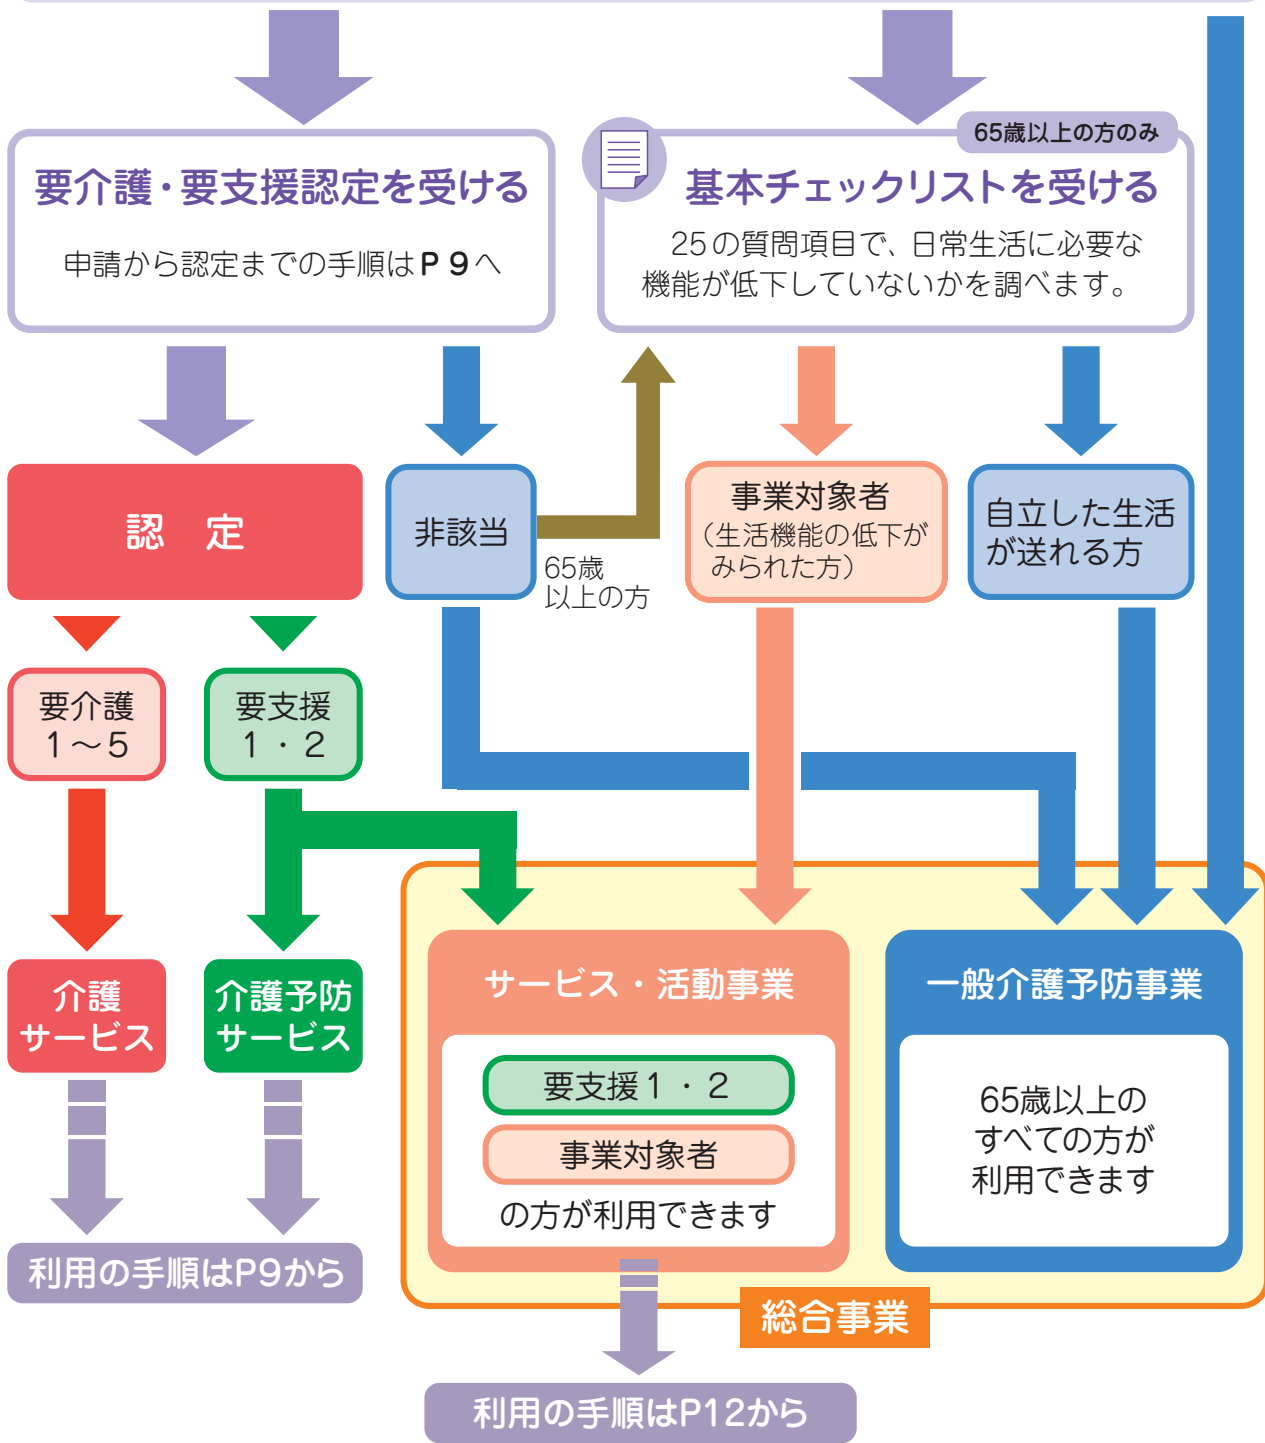 要介護・要支援認定を受ける
申請から認定までの手順はP 9へ
65歳以上の方のみ
基本チェックリストを受ける
25の質問項目で、日常生活に必要な
機能が低下していないかを調べます。
認 定
非該当
65歳
以上の方
事業対象者
（生活機能の低下が
みられた方）
自立した生活
が送れる方
要介護
1～5
要支援
1・2
介護
サービス
介護予防
サービス
サービス・活動事業
要支援1・2
事業対象者
の方が利用できます
一般介護予防事業
65歳以上の
すべての方が
利用できます
利用の手順はP9から
総合事業
利用の手順はP12から